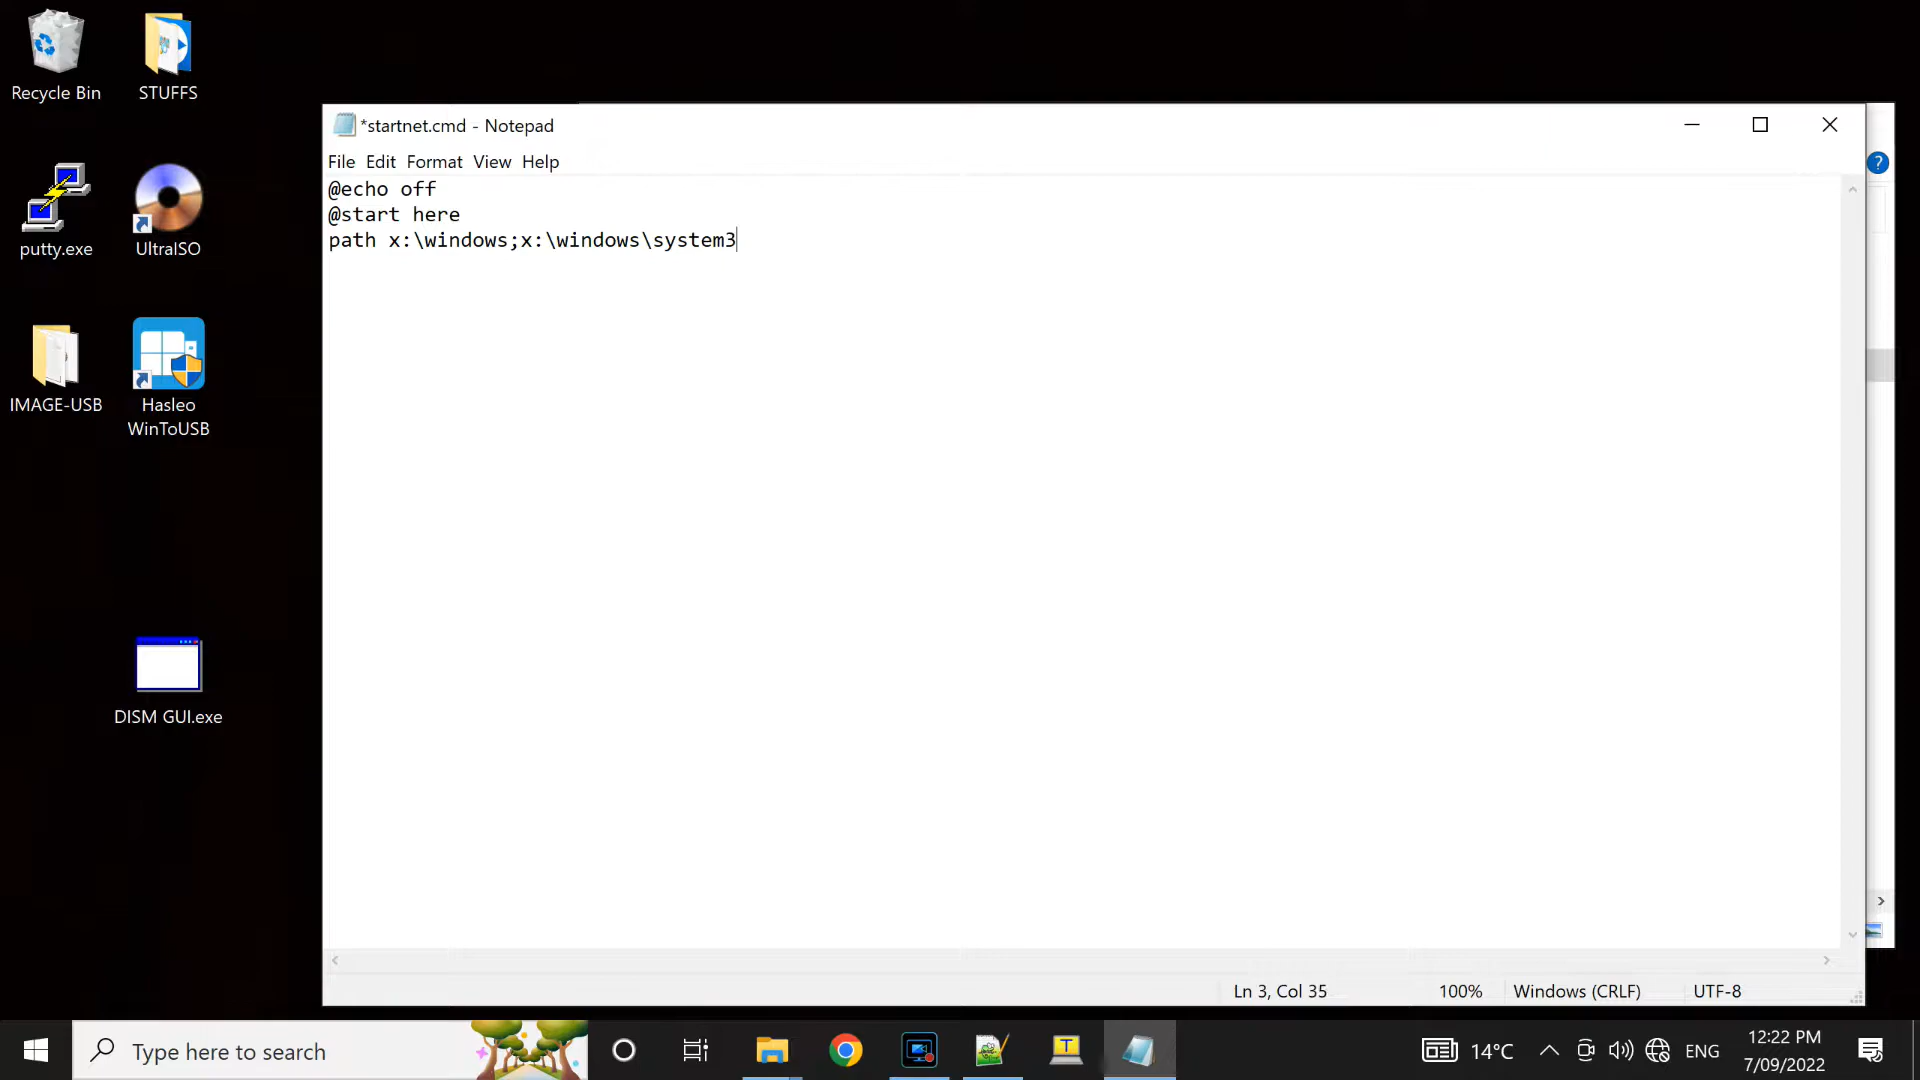 Recycle Bin
STUFFS
putty.exe
UltraISO
IMAGE-USB
Hasleo
WinToUSB
DISM GUI.exe
*startnet.cmd - Notepad
File Edit Format View Help
@echo off
@start here
path x:\windows;x:\windows\system3
Ln 3, Col 35
100%
Windows (CRLF)
UTF-8
?
Type here to search
T
14°C
ENG
12:22 PM
7/09/2022